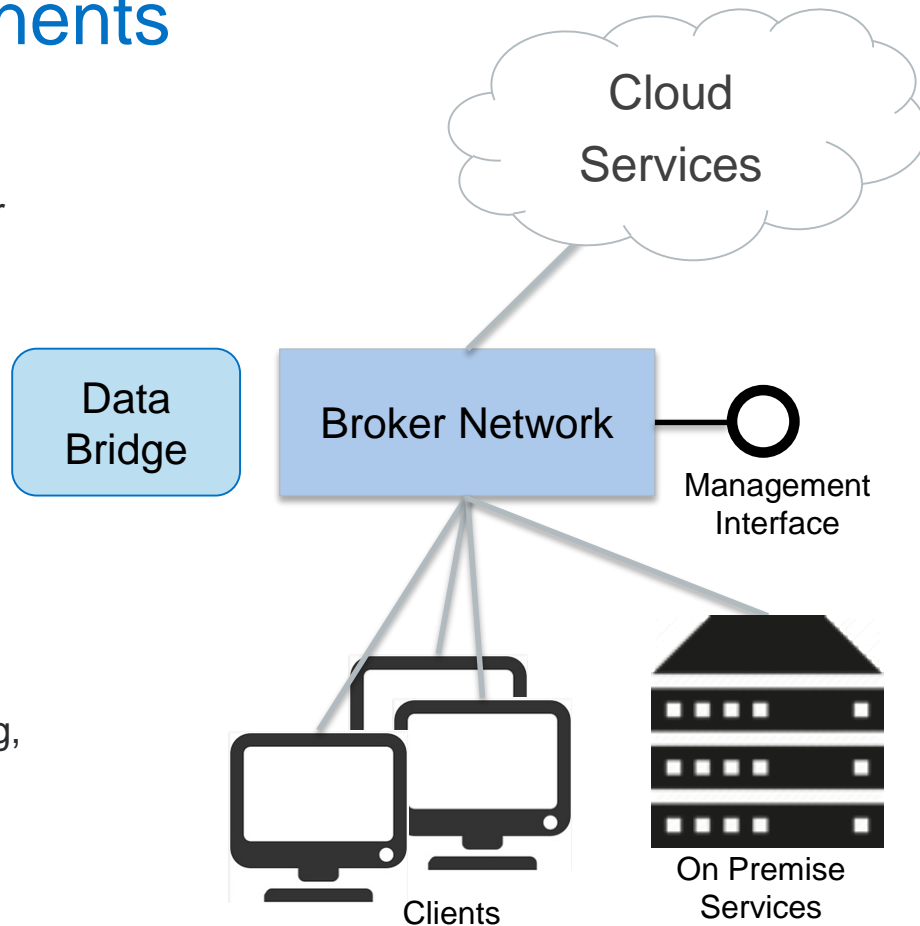 nents
Cloud
Services
r
Data
Bridge
Broker Network
Management
Interface
g,
On Premise
Services
Clients